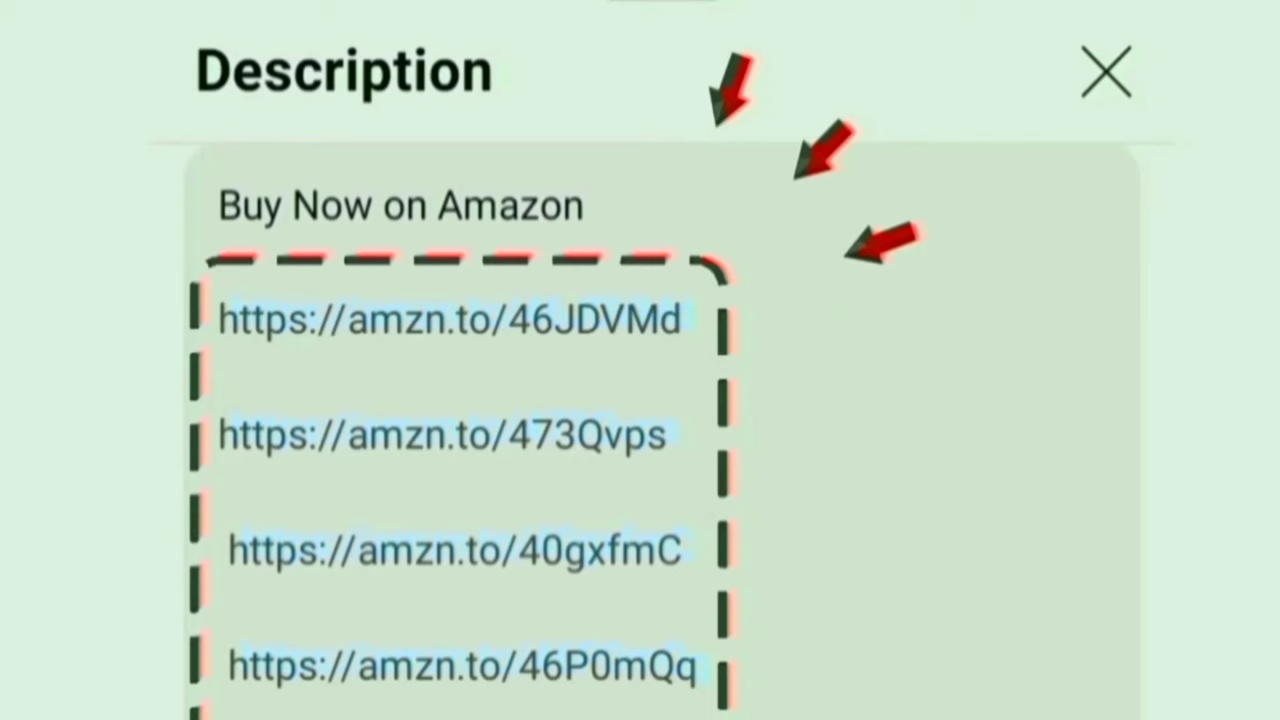 Description
Buy Now on Amazon
https://amzn.to/46JDVMd
https://amzn.to/473Qvps
https://amzn.to/40gxfmC
https://amzn.to/46P0mQq